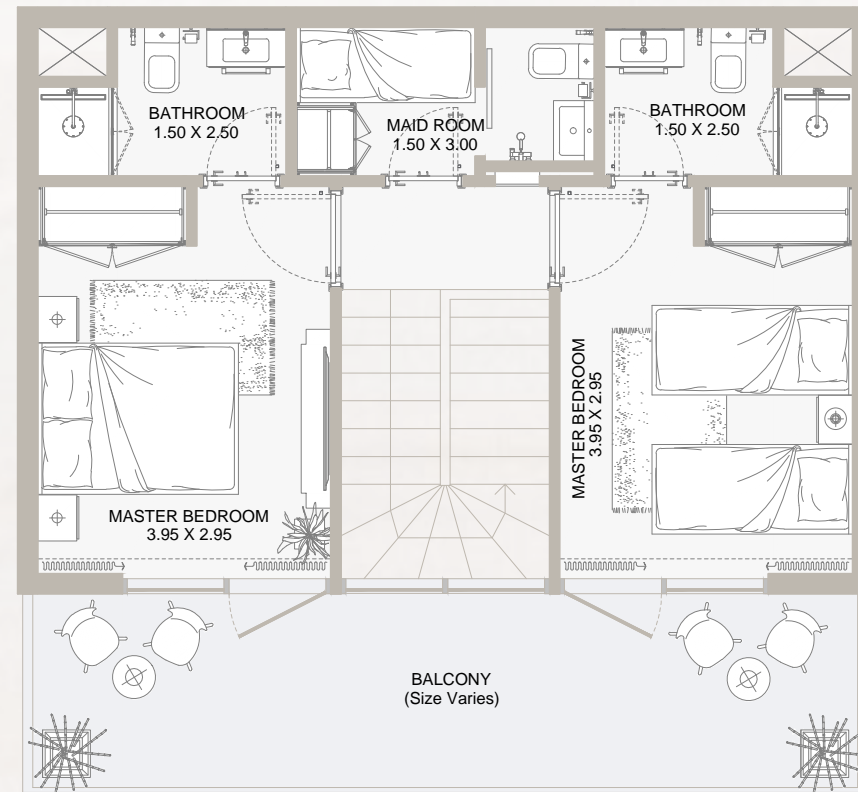 BATHROOM
1.50 X 2.50
MAID ROOM
1.50 X 3.00
BATHROOM
1.50 X 2.50
MASTER BEDROOM
3.95 X 2.95
MASTER BEDROOM
3.95 X 2.95
BALCONY
(Size Varies)